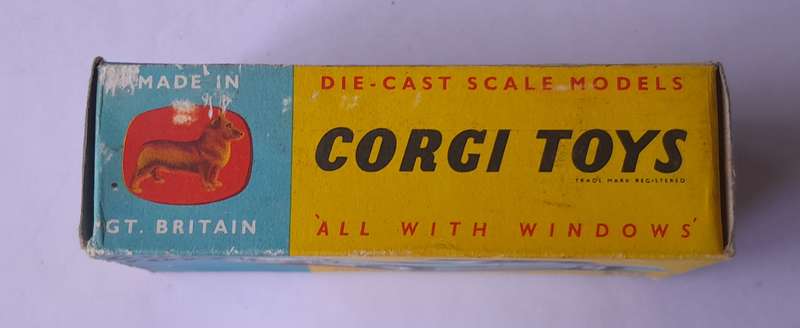 MADE IN
GT. BRITAIN
DIE-CAST SCALE MODELS
CORGI TOYS
TRADE MARK REGISTERED
'ALL WITH WINDOWS'